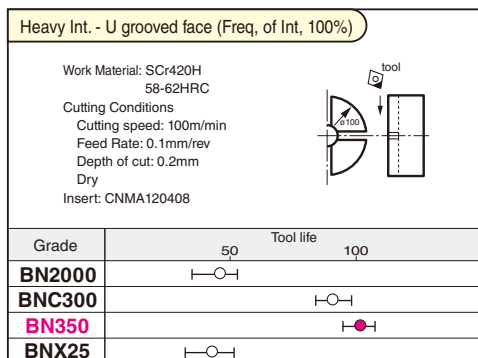 Heavy Int. - U grooved face (Freq, of Int, 100%)
Work Material: SCr420H
58-62HRC
Cutting Conditions
Cutting speed: 100m/min
Feed Rate: 0.1mm/rev
Depth of cut: 0.2mm
Dry
Insert: CNMA120408
tool
ø100
Grade
Tool life
50 100
BN2000
BNC300
BN350
BNX25